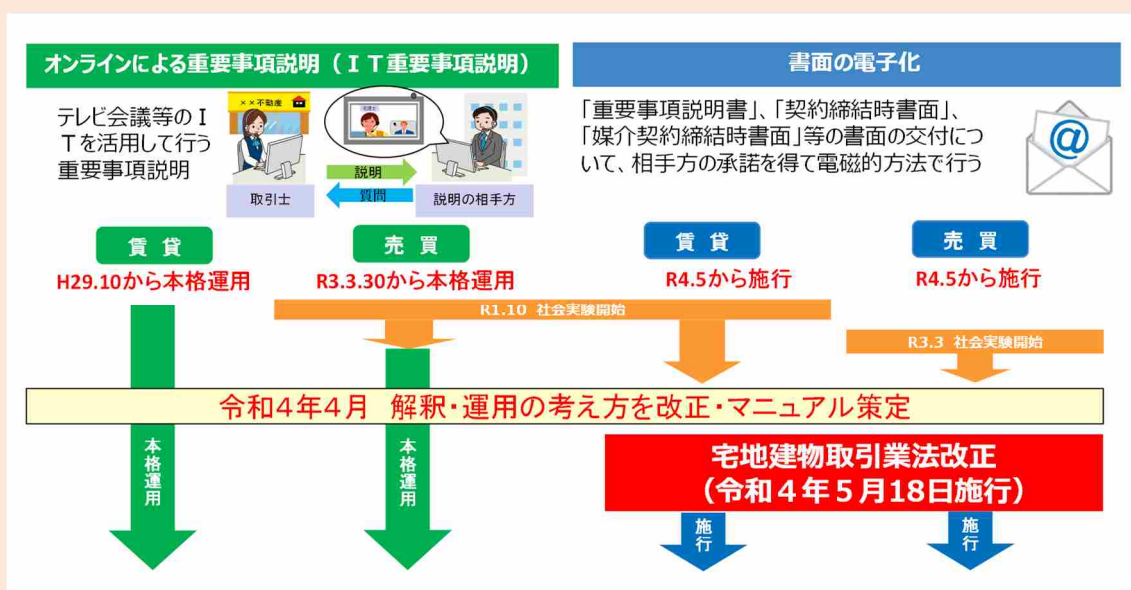 オンラインによる重要事項説明（ＩＴ重要事項説明）
テレビ会議等のＩ
Ｔを活用して行う
重要事項説明
××不動産
説明
質問
取引士
説明の相手方
書面の電子化
「重要事項説明書」、「契約締結時書面」、
「媒介契約締結時書面」等の書面の交付につ
いて、相手方の承諾を得て電磁的方法で行う
@
賃 貸
H29.10から本格運用
売 買
R3.3.30から本格運用
賃 貸
R4.5から施行
売 買
R4.5から施行
R1.10 社会実験開始
R3.3 社会実験開始
令和４年４月 解釈・運用の考え方を改正・マニュアル策定
本格運用
本格運用
宅地建物取引業法改正
（令和４年５月18日施行）
施行
施行